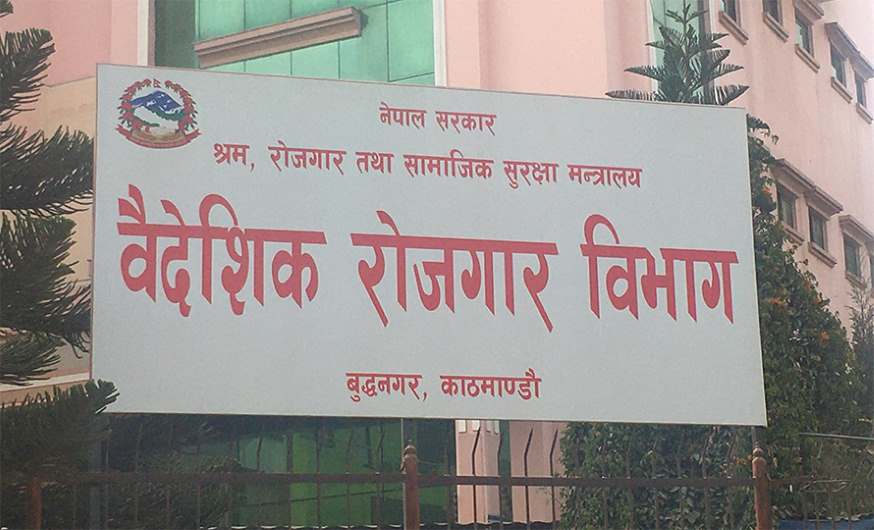 नेपाल सरकार
श्रम, रोजगार तथा सामाजिक सुरक्षा मन्त्रालय
वैदेशिक रोजगार विभाग
बुद्धनगर, काठमाण्डौ